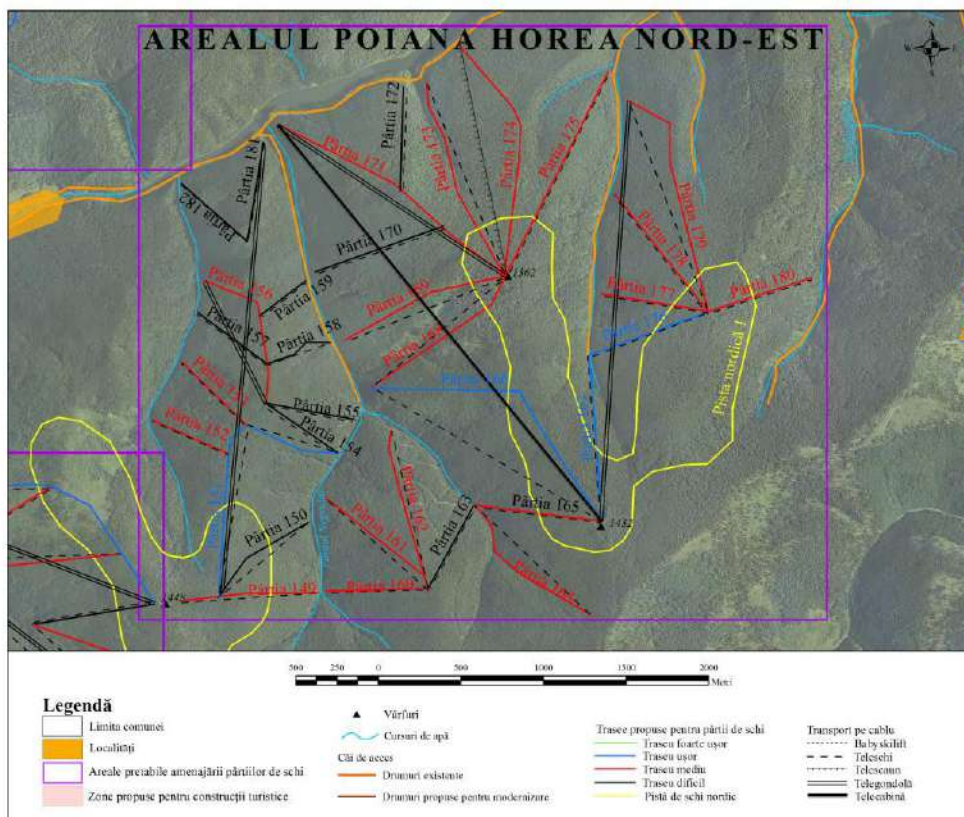 AREALUL POIANA HOREA NORD-EST
N
Pârtia 172
Pârtia 171
Pârtia 173
Pârtia 174
Pârtia 175
Pârtia 181
Pârtia 182
Pârtia 170
Pârtia 178
Pârtia 179
Pârtia 180
Pârtia 177
1362
Pârtia 156
Pârtia 159
Pârtia 157
Pârtia 158
Pista nordică 1
Pârtia 155
Pârtia 154
Pârtia 152
Pârtia 150
Pârtia 161
Pârtia 162
Pârtia 163
Pârtia 165
Pârtia 149
Pârtia 160
500 250 0 500 1000 1500 2000
Metri
Legendă
Limita comunei
Localități
Areale pretabile amenajării pârtiilor de schi
Zone propuse pentru construcții turistice
Vârfuri
Cursuri de apă
Căi de acces
Drumuri existente
Drumuri propuse pentru modernizare
Trasee propuse pentru pârtii de schi
Traseu foarte ușor
Traseu ușor
Traseu mediu
Traseu dificil
Pistă de schi nordic
Transport pe cablu
Babyskilift
Teleschi
Telescaun
Telegondolă
Telecabină